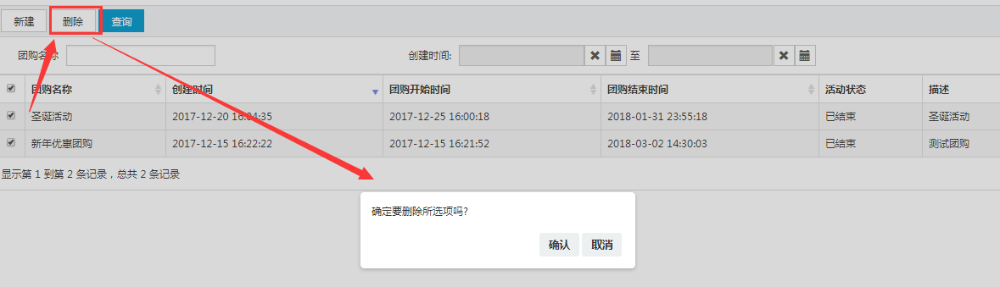 新建 删除 查询
团购名称 创建时间: 至
团购名称 创建时间 团购开始时间 团购结束时间 活动状态 描述
圣诞活动 2017-12-20 16:04:35 2017-12-25 16:00:18 2018-01-31 23:55:18 已结束 圣诞活动
新年优惠团购 2017-12-15 16:22:22 2017-12-15 16:21:52 2018-03-02 14:30:03 已结束 测试团购
显示第 1 到第 2 条记录，总共 2 条记录
确定要删除所选项吗?
确认 取消